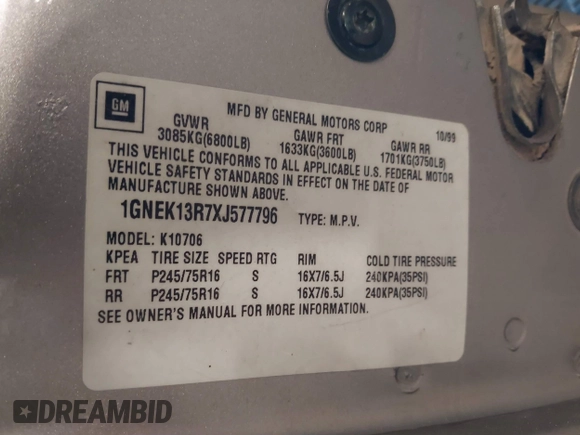 GM
MFD BY GENERAL MOTORS CORP 10/99
GVWR GAWR FRT GAWR RR
3085KG(6800LB) 1633KG(3600LB) 1701KG(3750LB)
THIS VEHICLE CONFORMS TO ALL APPLICABLE U.S. FEDERAL MOTOR
VEHICLE SAFETY STANDARDS IN EFFECT ON THE DATE OF
MANUFACTURE SHOWN ABOVE.
1GNEK13R7XJ577796 TYPE: M.P.V.
MODEL: K10706
KPEA TIRE SIZE SPEED RTG RIM COLD TIRE PRESSURE
FRT P245/75R16 S 16X7/6.5J 240KPA(35PSI)
RR P245/75R16 S 16X7/6.5J 240KPA(35PSI)
SEE OWNER'S MANUAL FOR MORE INFORMATION.
DREAMBID